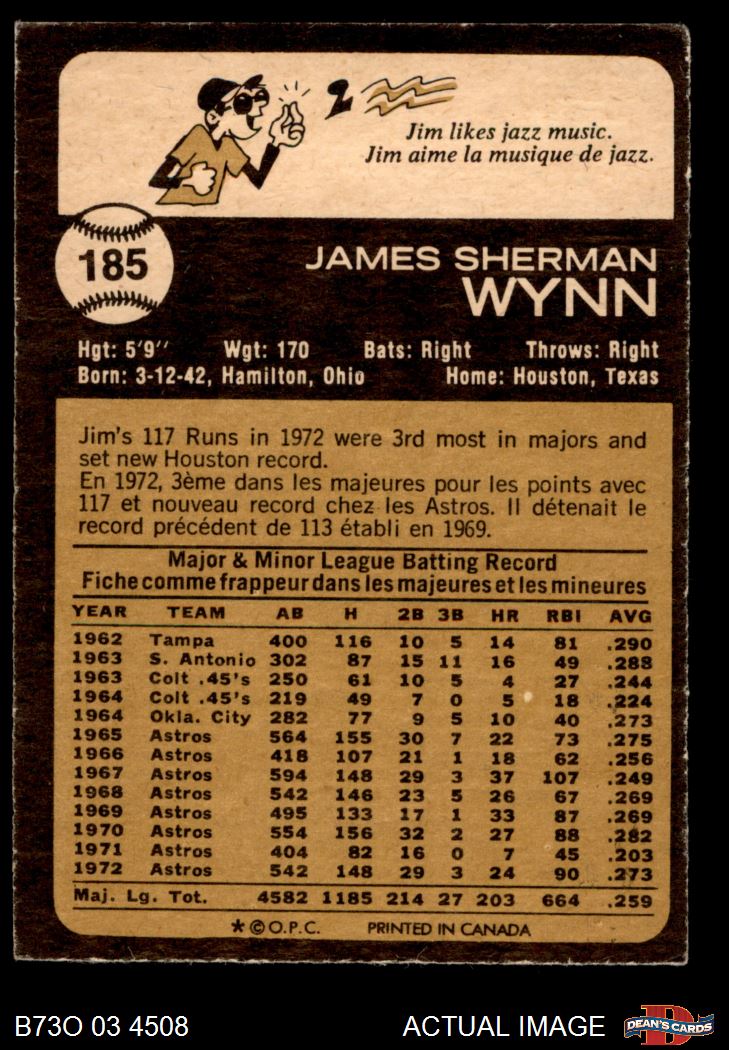 2
Jim likes jazz music.
Jim aime la musique de jazz.
185
JAMES SHERMAN
WYNN
Hgt: 5'9" Wgt: 170 Bats: Right Throws: Right
Born: 3-12-42, Hamilton, Ohio Home: Houston, Texas
Jim's 117 Runs in 1972 were 3rd most in majors and
set new Houston record.
En 1972, 3ème dans les majeures pour les points avec
117 et nouveau record chez les Astros. Il détenait le
record précédent de 113 établi en 1969.
Major & Minor League Batting Record
Fiche comme frappeur dans les majeures et les mineures
YEAR TEAM AB H 2B 3B HR RBI AVG
1962 Tampa 400 116 10 5 14 81 .290
1963 S. Antonio 302 87 15 11 16 49 .288
1963 Colt .45's 250 61 10 5 4 27 .244
1964 Colt .45's 219 49 7 0 5 18 .224
1964 Okla. City 282 77 9 5 10 40 .273
1965 Astros 564 155 30 7 22 73 .275
1966 Astros 418 107 21 1 18 62 .256
1967 Astros 594 148 29 3 37 107 .249
1968 Astros 542 146 23 5 26 67 .269
1969 Astros 495 133 17 1 33 87 .269
1970 Astros 554 156 32 2 27 88 .282
1971 Astros 404 82 16 0 7 45 .203
1972 Astros 542 148 29 3 24 90 .273
Maj. Lg. Tot. 4582 1185 214 27 203 664 .259
*©O.P.C. PRINTED IN CANADA
B73O 03 4508 ACTUAL IMAGE D DEAN'S CARDS